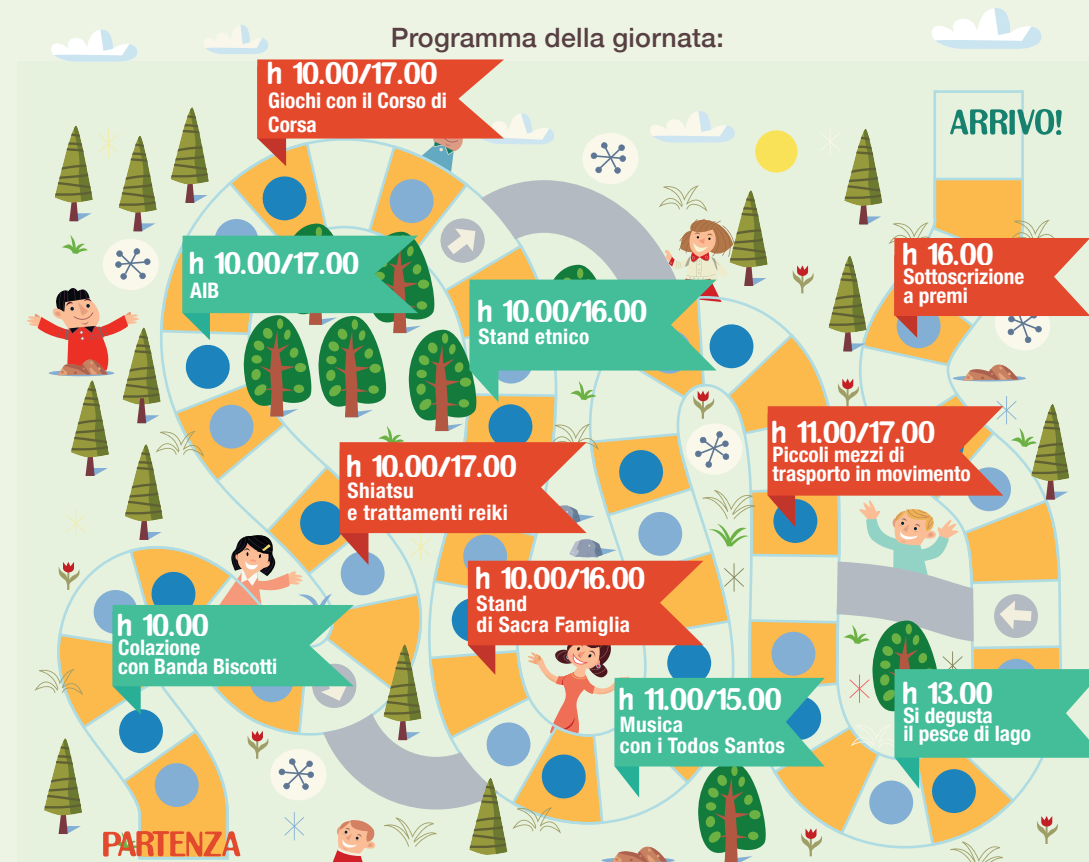 Programma della giornata:
h 10.00/17.00
Giochi con il Corso di
Corsa
ARRIVO!
h 10.00/17.00
AIB
h 16.00
Sottoscrizione
a premi
h 10.00/16.00
Stand etnico
h 11.00/17.00
Piccoli mezzi di
trasporto in movimento
h 10.00/17.00
Shiatsu
e trattamenti reiki
h 10.00/16.00
Stand
di Sacra Famiglia
h 10.00
Colazione
con Banda Biscotti
h 11.00/15.00
Musica
con i Todos Santos
h 13.00
Si degusta
il pesce di lago
PARTENZA